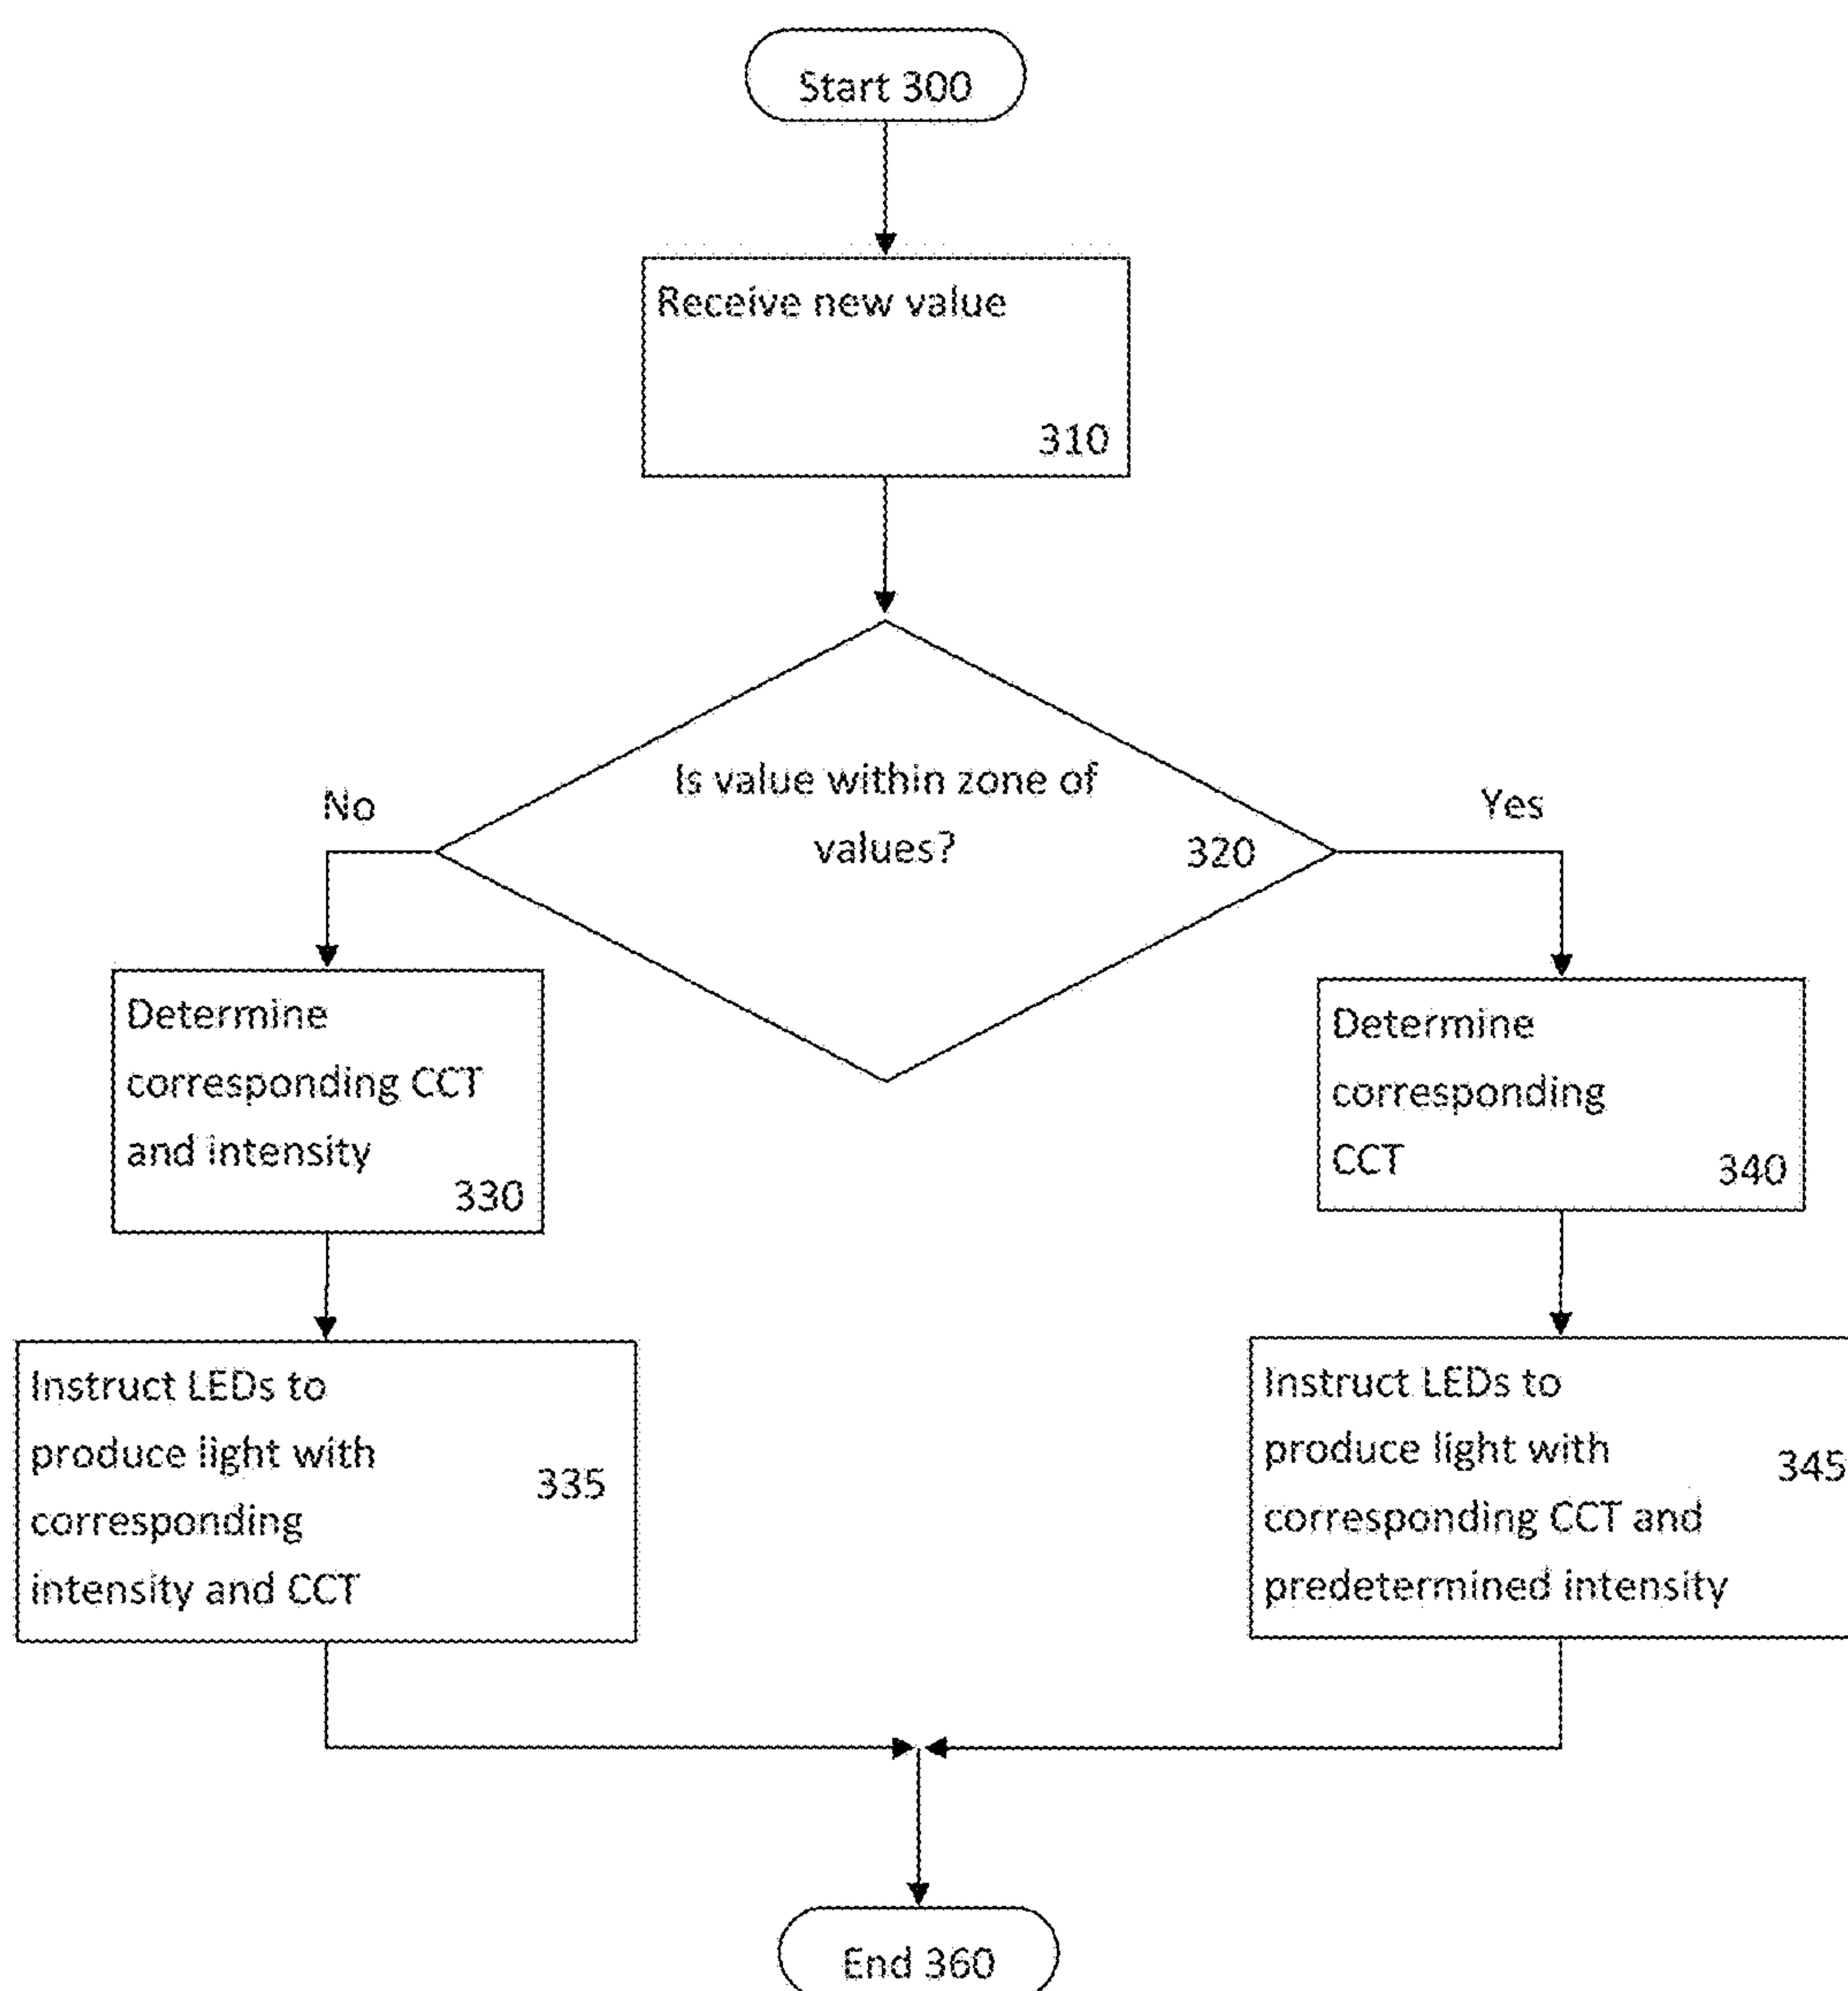 Start 300
Receive new value
310
Is value within zone of
values?
320
No
Yes
Determine
corresponding CCT
and intensity
330
Determine
corresponding
CCT
340
Instruct LEDs to
produce light with
corresponding
intensity and CCT
335
Instruct LEDs to
produce light with
corresponding CCT and
predetermined intensity
345
End 360